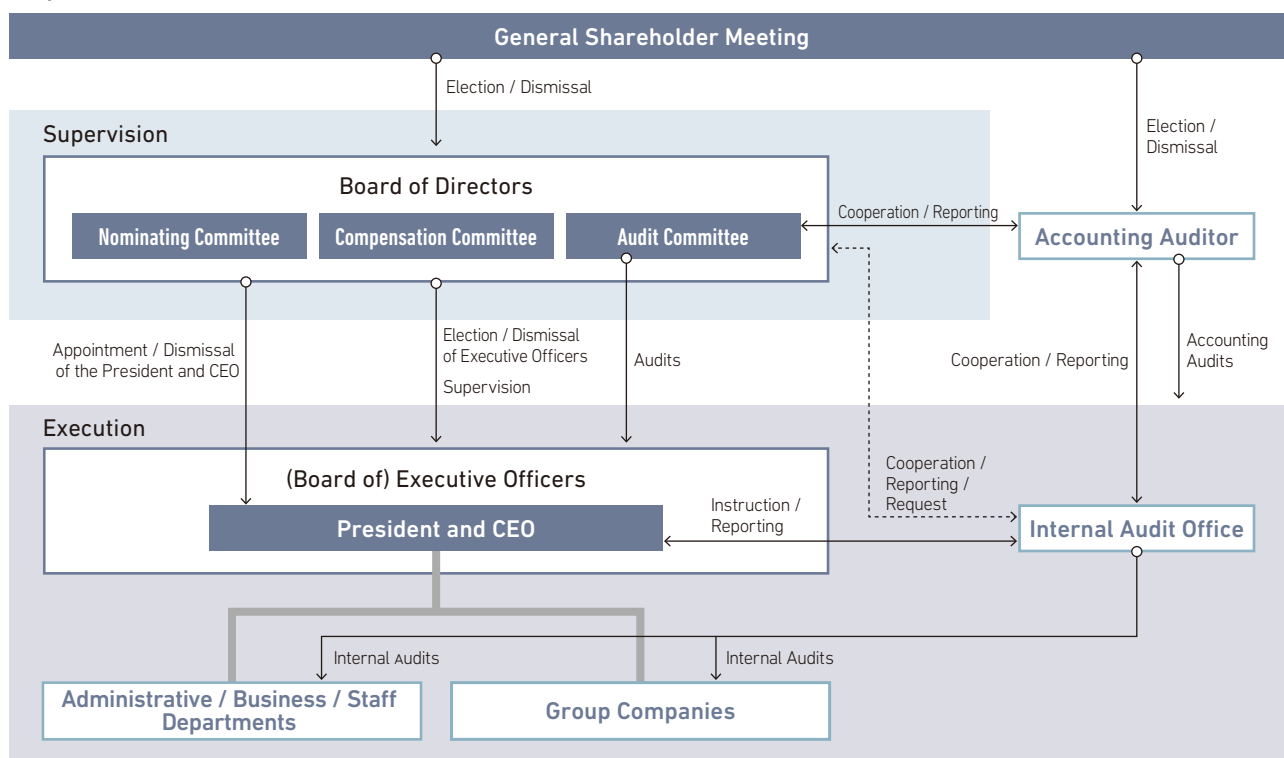 General Shareholder Meeting
Election / Dismissal
Election /
Dismissal
Supervision
Board of Directors
Nominating Committee
Compensation Committee
Audit Committee
Cooperation / Reporting
Accounting Auditor
Appointment / Dismissal
of the President and CEO
Election / Dismissal
of Executive Officers
Supervision
Audits
Cooperation / Reporting
Accounting
Audits
Execution
(Board of) Executive Officers
President and CEO
Instruction /
Reporting
Cooperation /
Reporting /
Request
Internal Audit Office
Internal Audits
Internal Audits
Administrative / Business / Staff
Departments
Group Companies